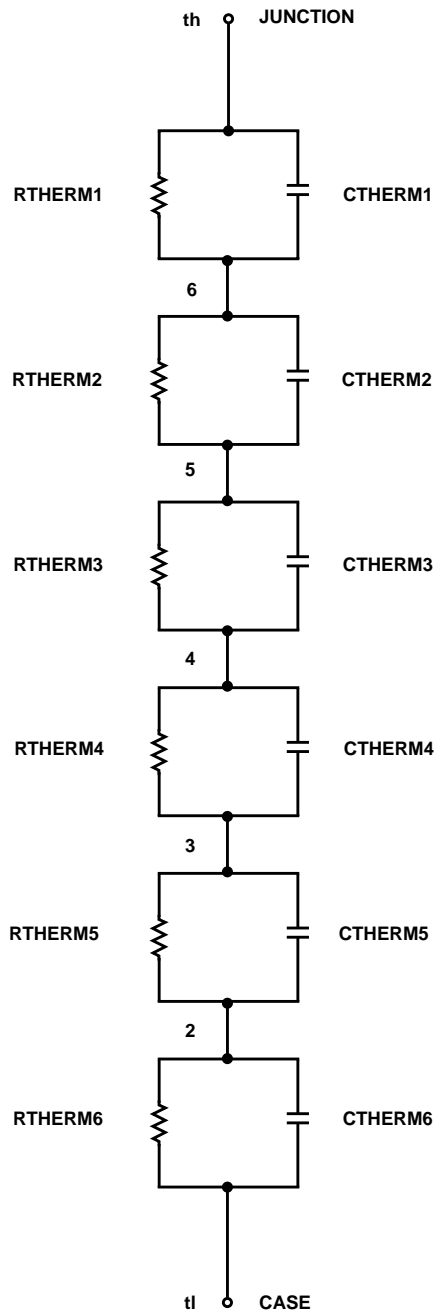 th JUNCTION
RTHERM1 CTHERM1
6
RTHERM2 CTHERM2
5
RTHERM3 CTHERM3
4
RTHERM4 CTHERM4
3
RTHERM5 CTHERM5
2
RTHERM6 CTHERM6
tl CASE